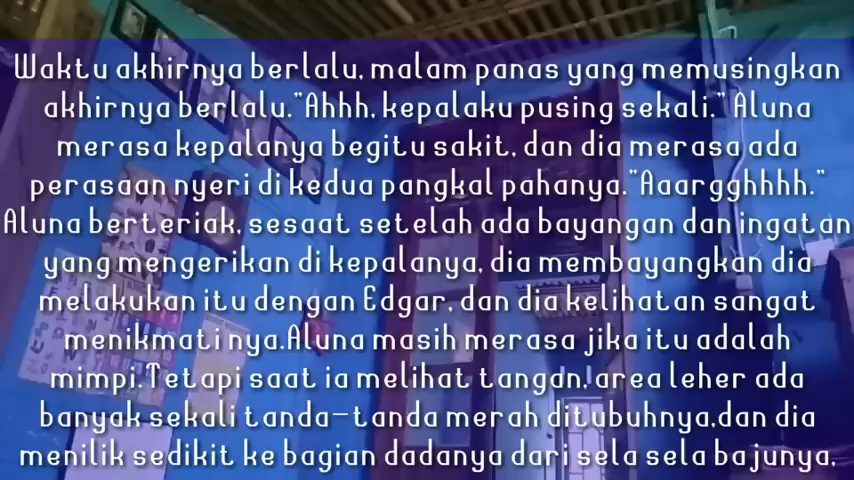 Waktu akhirnya berlalu, malam panas yang memusingkan
akhirnya berlalu."Ahhh, kepalaku pusing sekali." Aluna
merasa kepalanya begitu sakit, dan dia merasa ada
perasaan nyeri di kedua pangkal pahanya."Aaargghhhh."
Aluna berteriak, sesaat setelah ada bayangan dan ingatan
yang mengerikan di kepalanya, dia membayangkan dia
melakukan itu dengan Edgar, dan dia kelihatan sangat
menikmati nya.Aluna masih merasa jika itu adalah
mimpi.Tetapi saat ia melihat tangan, area leher ada
banyak sekali tanda-tanda merah ditubuhnya,dan dia
menilik sedikit ke bagian dadanya dari sela sela bajunya,